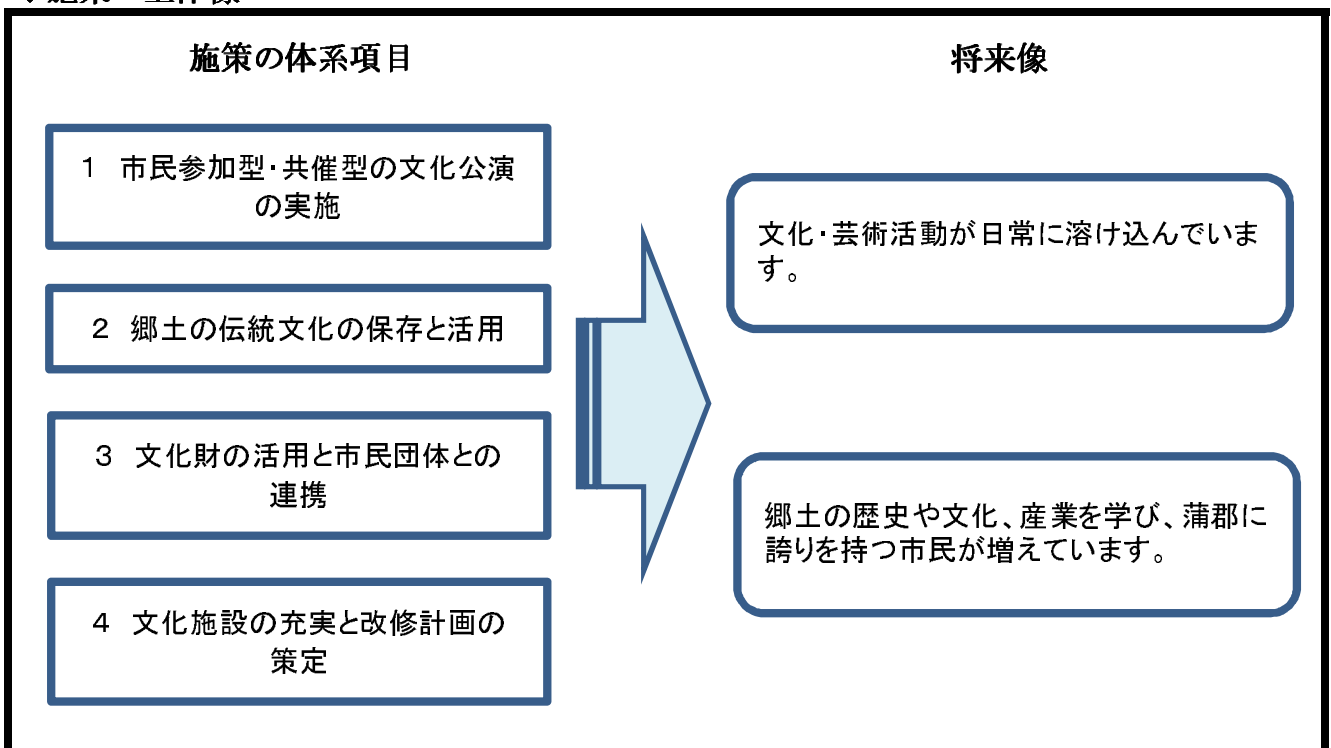 施策の体系項目
1 市民参加型・共催型の文化公演
の実施
2 郷土の伝統文化の保存と活用
3 文化財の活用と市民団体との
連携
4 文化施設の充実と改修計画の
策定
将来像
文化・芸術活動が日常に溶け込んでいま
す。
郷土の歴史や文化、産業を学び、蒲郡に
誇りを持つ市民が増えています。